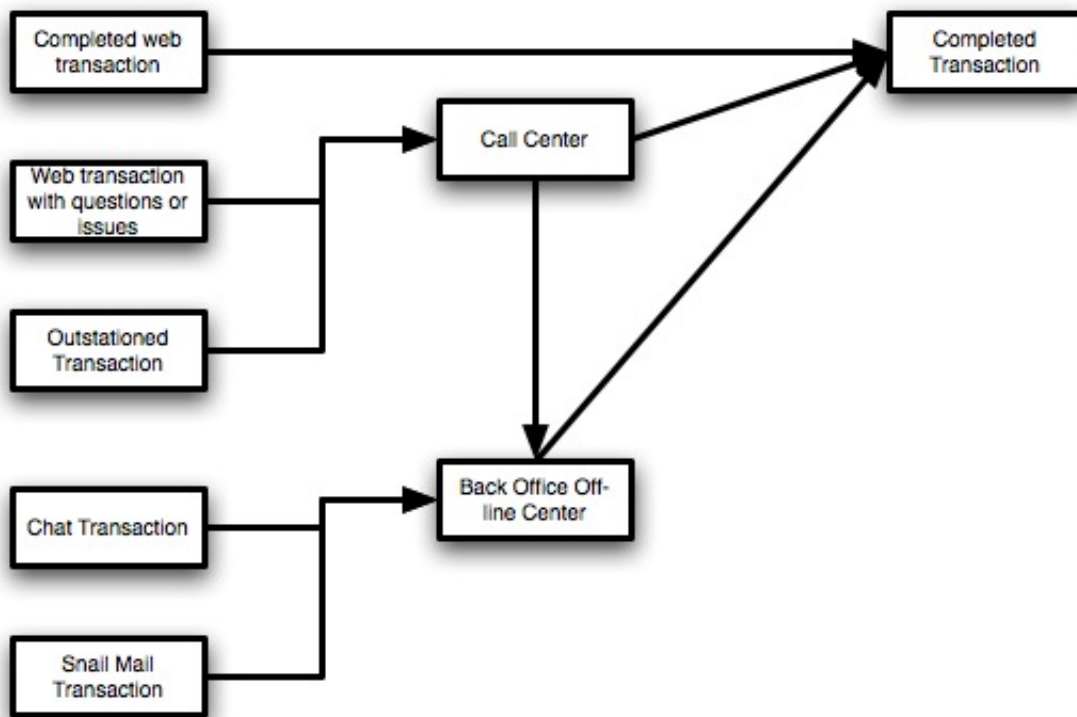 Completed web
transaction
Completed
Transaction
Call Center
Web transaction
with questions or
issues
Outstationed
Transaction
Back Office Off-
line Center
Chat Transaction
Snail Mail
Transaction